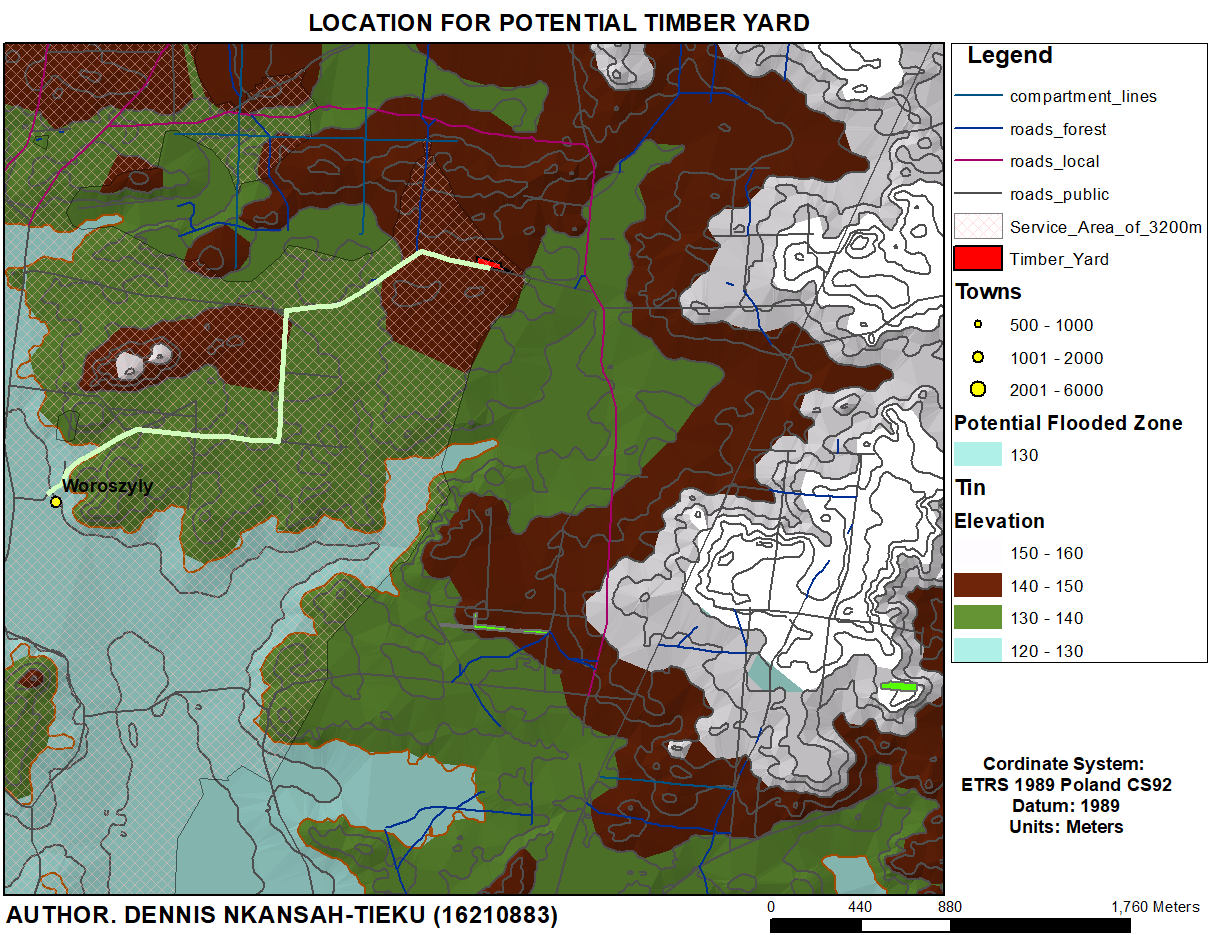 LOCATION FOR POTENTIAL TIMBER YARD
Legend
compartment_lines
roads_forest
roads_local
roads_public
Service_Area_of_3200m
Timber_Yard
Towns
500 - 1000
1001 - 2000
2001 - 6000
Potential Flooded Zone
130
Tin
Elevation
150 - 160
140 - 150
130 - 140
120 - 130
Woroszyly
Cordinate System:
ETRS 1989 Poland CS92
Datum: 1989
Units: Meters
AUTHOR. DENNIS NKANSAH-TIEKU (16210883)
0 440 880 1,760 Meters